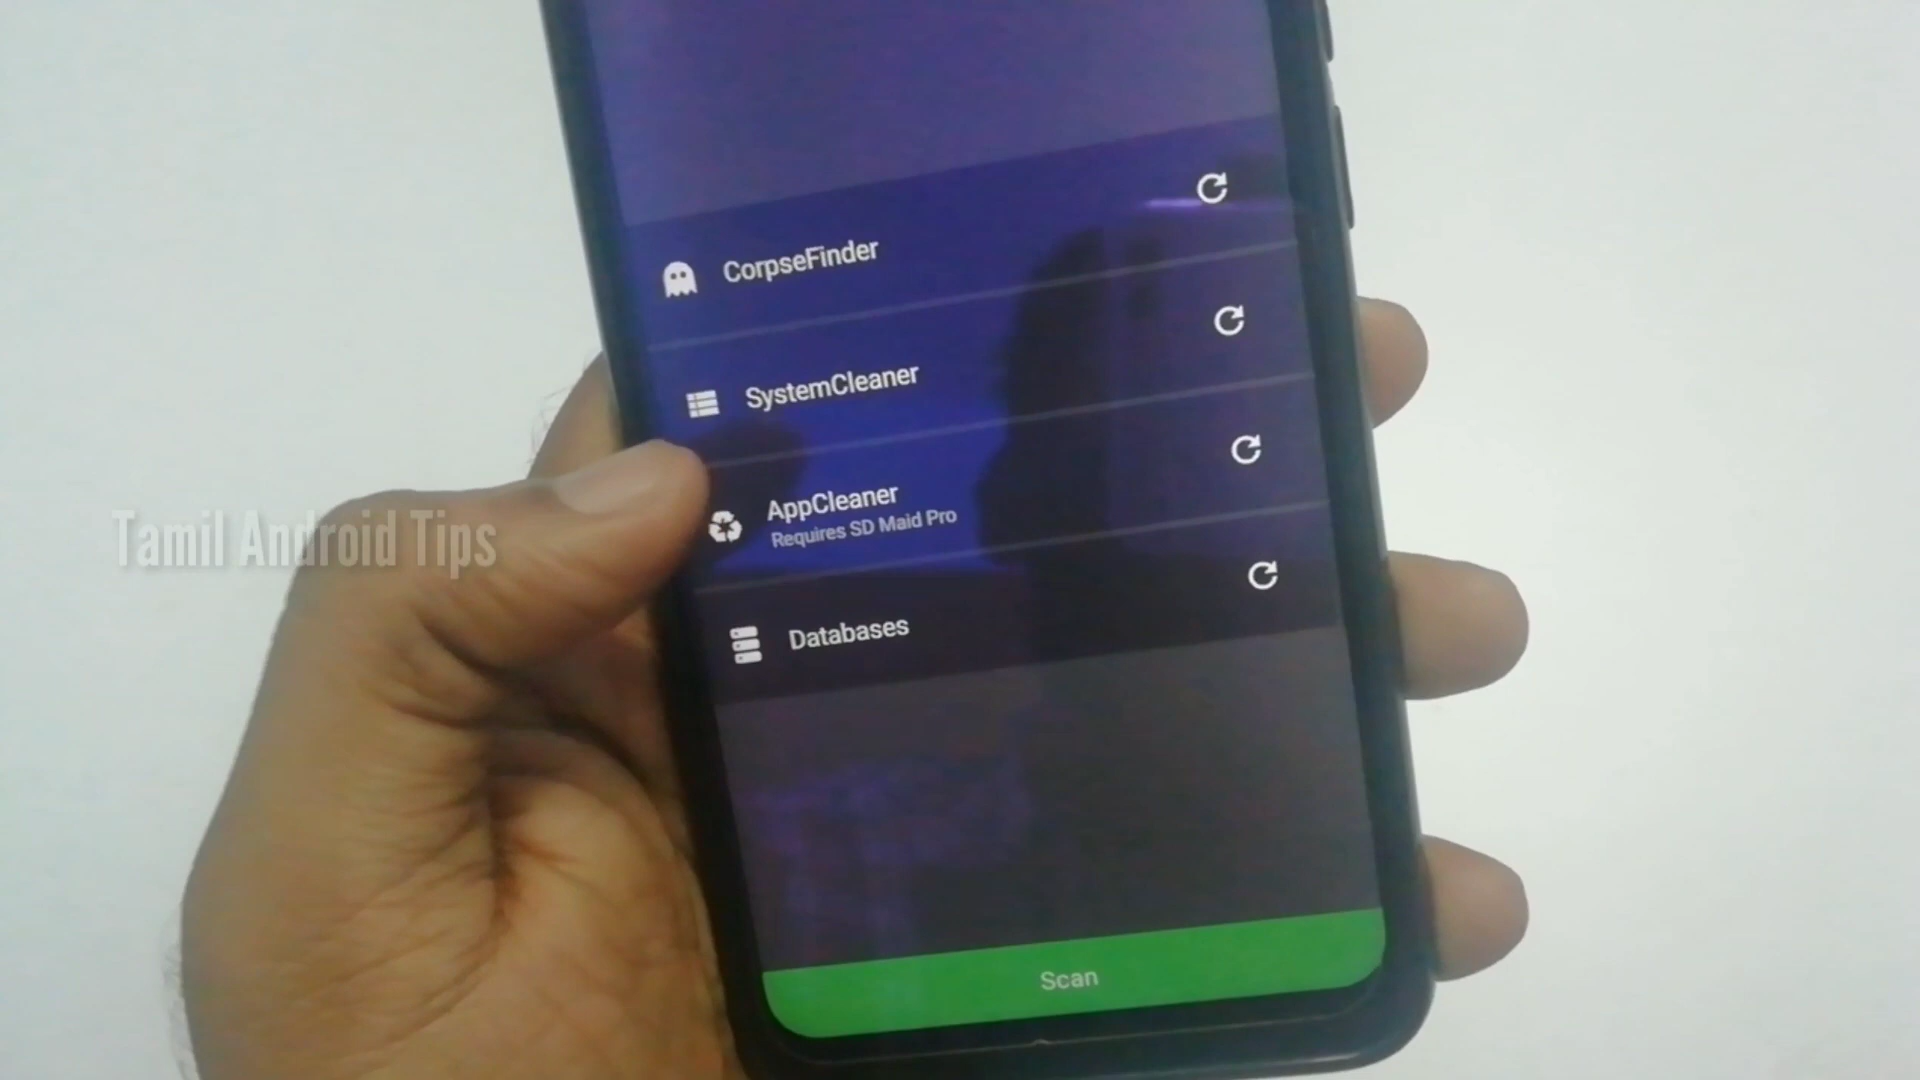 CorpseFinder
SystemCleaner
AppCleaner
Requires SD Maid Pro
Databases
Scan
Tamil Android Tips